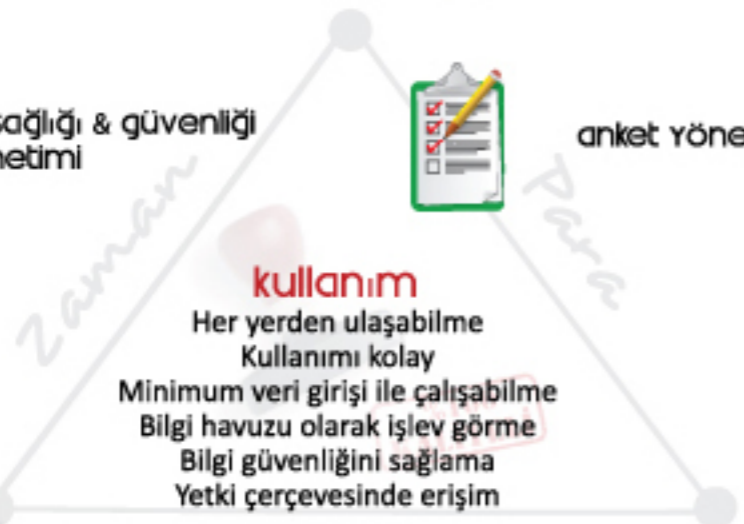 sağlığı & güvenliği
netimi
anket Yöne
Zaman
Para
kullanım
Her yerden ulaşabilme
Kullanımı kolay
Minimum veri girişi ile çalışabilme
Bilgi havuzu olarak işlev görme
Bilgi güvenliğini sağlama
Yetki çerçevesinde erişim